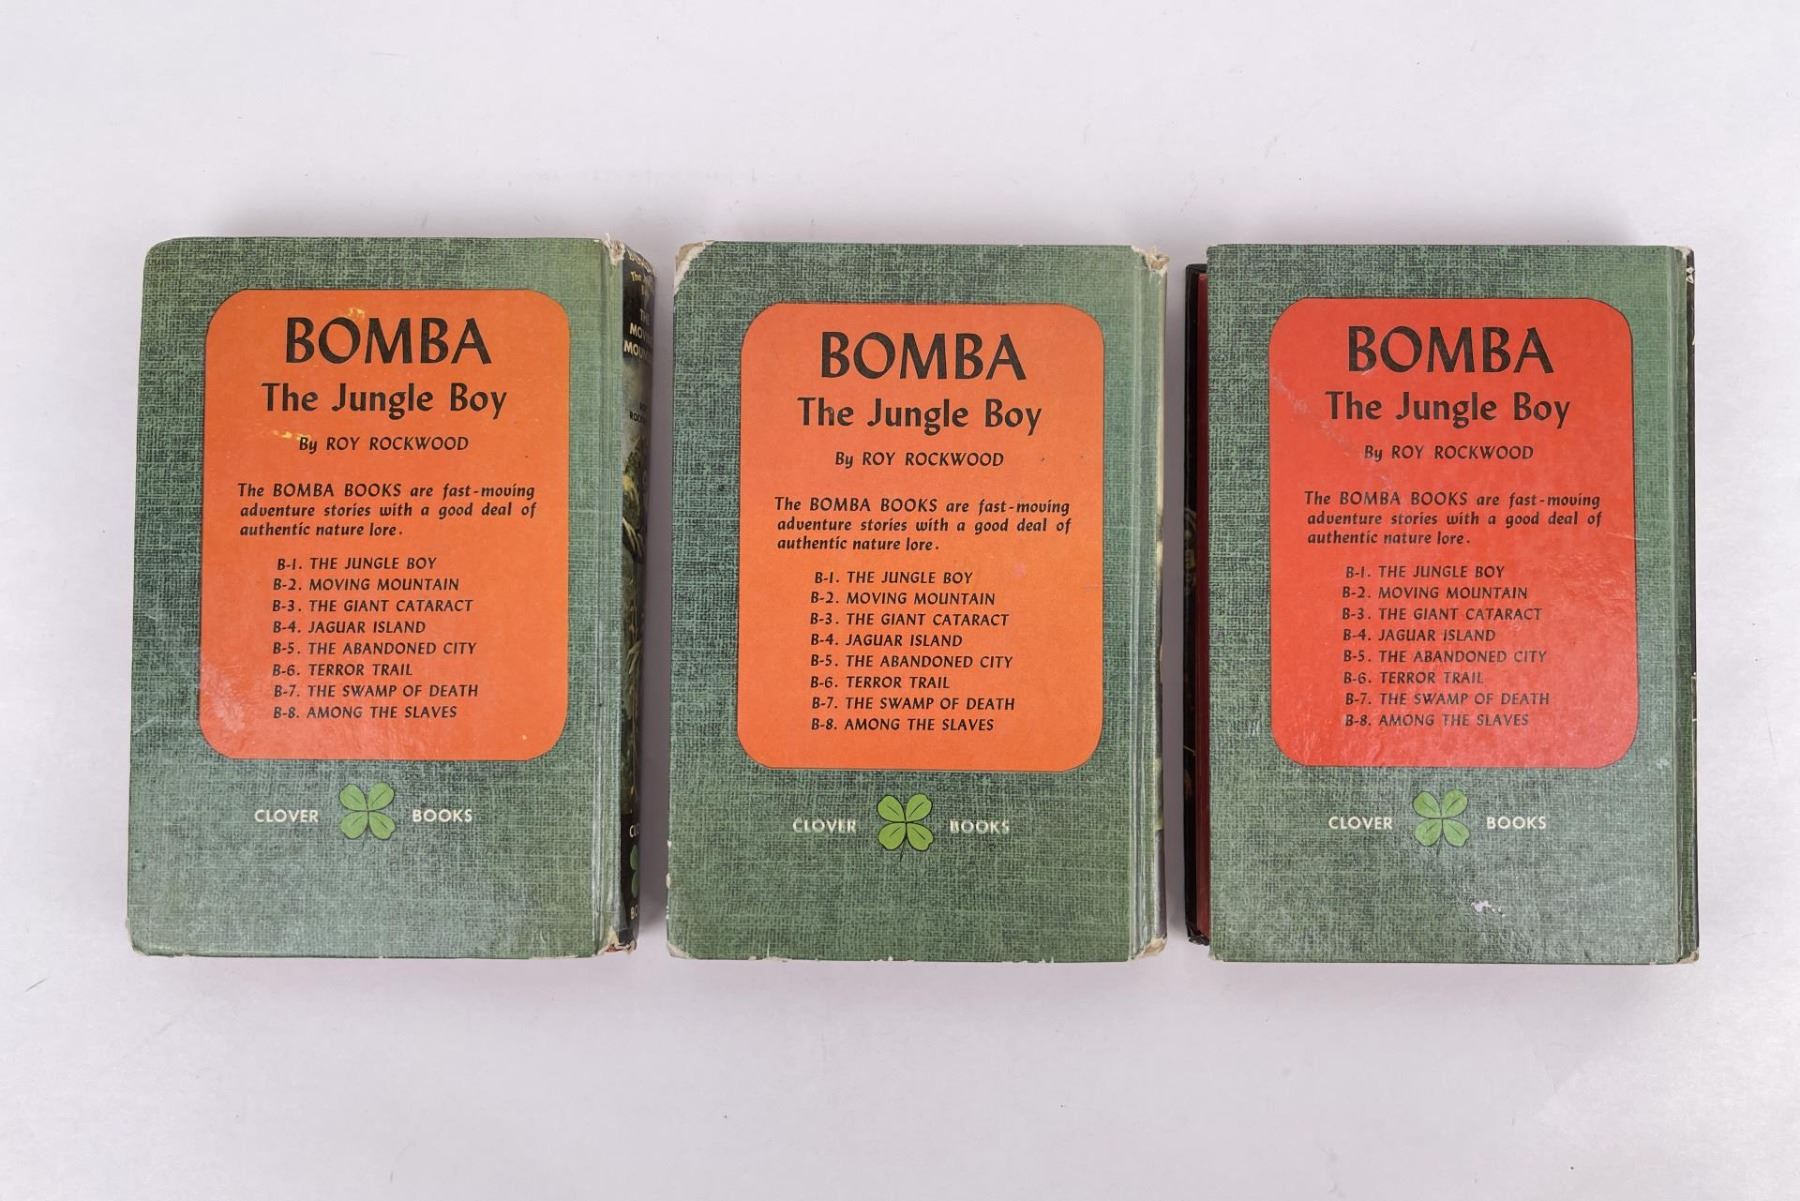 BOMBA
The Jungle Boy
By ROY ROCKWOOD
The BOMBA BOOKS are fast-moving
adventure stories with a good deal of
authentic nature lore.
B-1. THE JUNGLE BOY
B-2. MOVING MOUNTAIN
B-3. THE GIANT CATARACT
B-4. JAGUAR ISLAND
B-5. THE ABANDONED CITY
B-6. TERROR TRAIL
B-7. THE SWAMP OF DEATH
B-8. AMONG THE SLAVES
CLOVER BOOKS
BOMBA
The Jungle Boy
By ROY ROCKWOOD
The BOMBA BOOKS are fast-moving
adventure stories with a good deal of
authentic nature lore.
B-1. THE JUNGLE BOY
B-2. MOVING MOUNTAIN
B-3. THE GIANT CATARACT
B-4. JAGUAR ISLAND
B-5. THE ABANDONED CITY
B-6. TERROR TRAIL
B-7. THE SWAMP OF DEATH
B-8. AMONG THE SLAVES
CLOVER BOOKS
BOMBA
The Jungle Boy
By ROY ROCKWOOD
The BOMBA BOOKS are fast-moving
adventure stories with a good deal of
authentic nature lore.
B-1. THE JUNGLE BOY
B-2. MOVING MOUNTAIN
B-3. THE GIANT CATARACT
B-4. JAGUAR ISLAND
B-5. THE ABANDONED CITY
B-6. TERROR TRAIL
B-7. THE SWAMP OF DEATH
B-8. AMONG THE SLAVES
CLOVER BOOKS